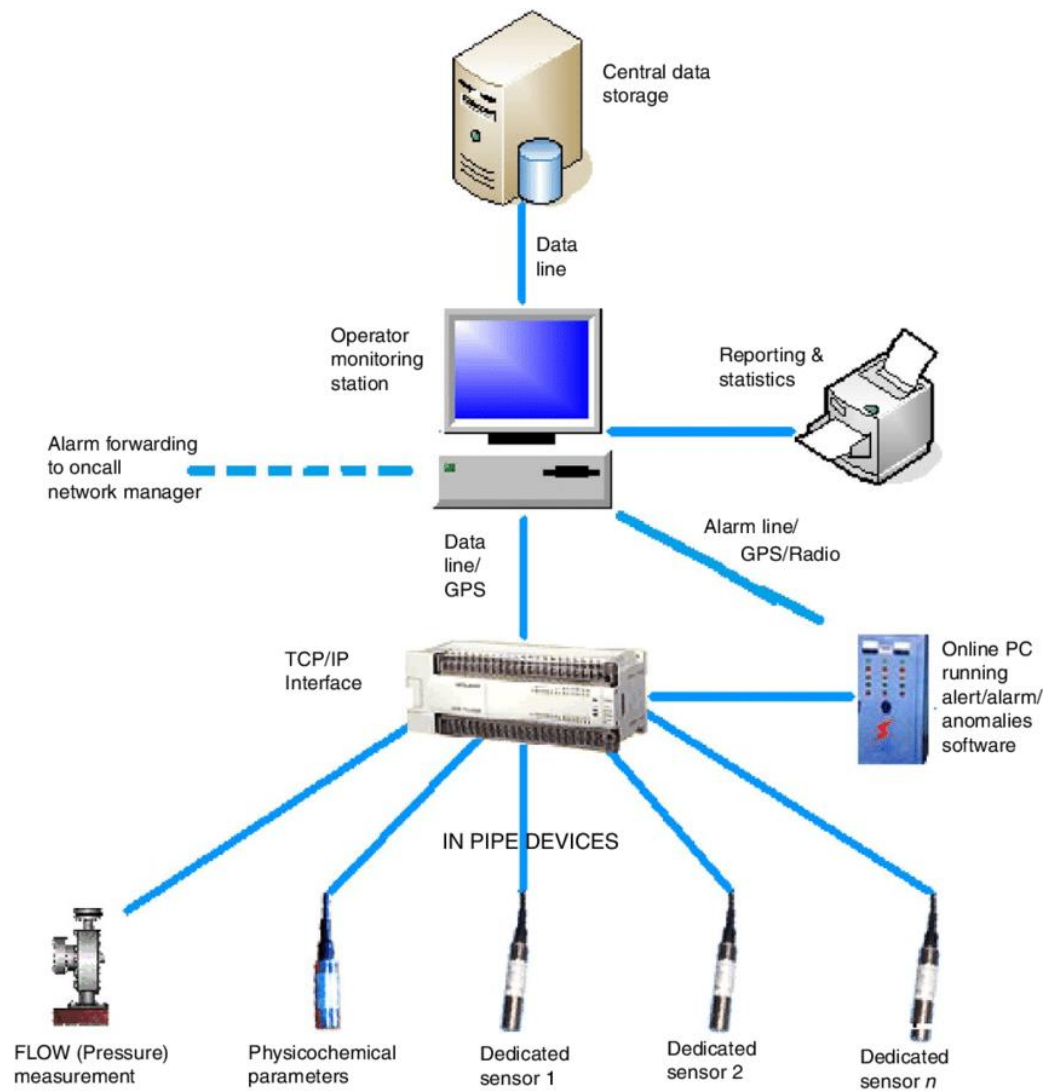 Central data
storage
Data
line
Operator
monitoring
station
Reporting &
statistics
Alarm forwarding
to oncall
network manager
Alarm line/
GPS/Radio
Data
line/
GPS
TCP/IP
Interface
Online PC
running
alert/alarm/
anomalies
software
IN PIPE DEVICES
FLOW (Pressure)
measurement
Physicochemical
parameters
Dedicated
sensor 1
Dedicated
sensor 2
Dedicated
sensor n